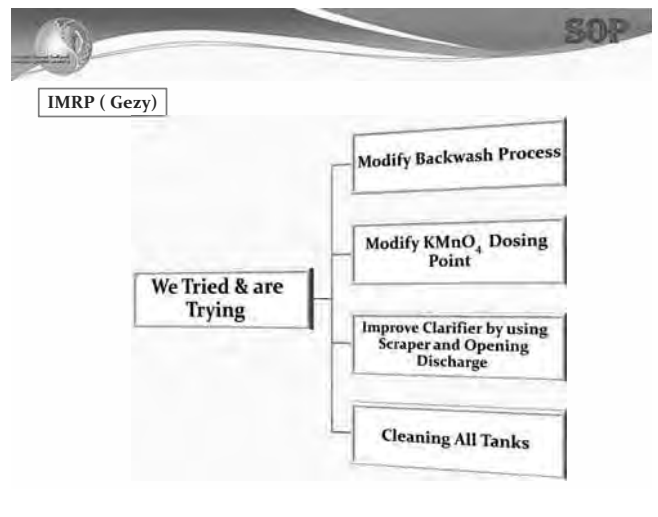 SOP
IMRP ( Gezy)
Modify Backwash Process
Modify KMnO₄ Dosing
Point
We Tried & are
Trying
Improve Clarifier by using
Scraper and Opening
Discharge
Cleaning All Tanks